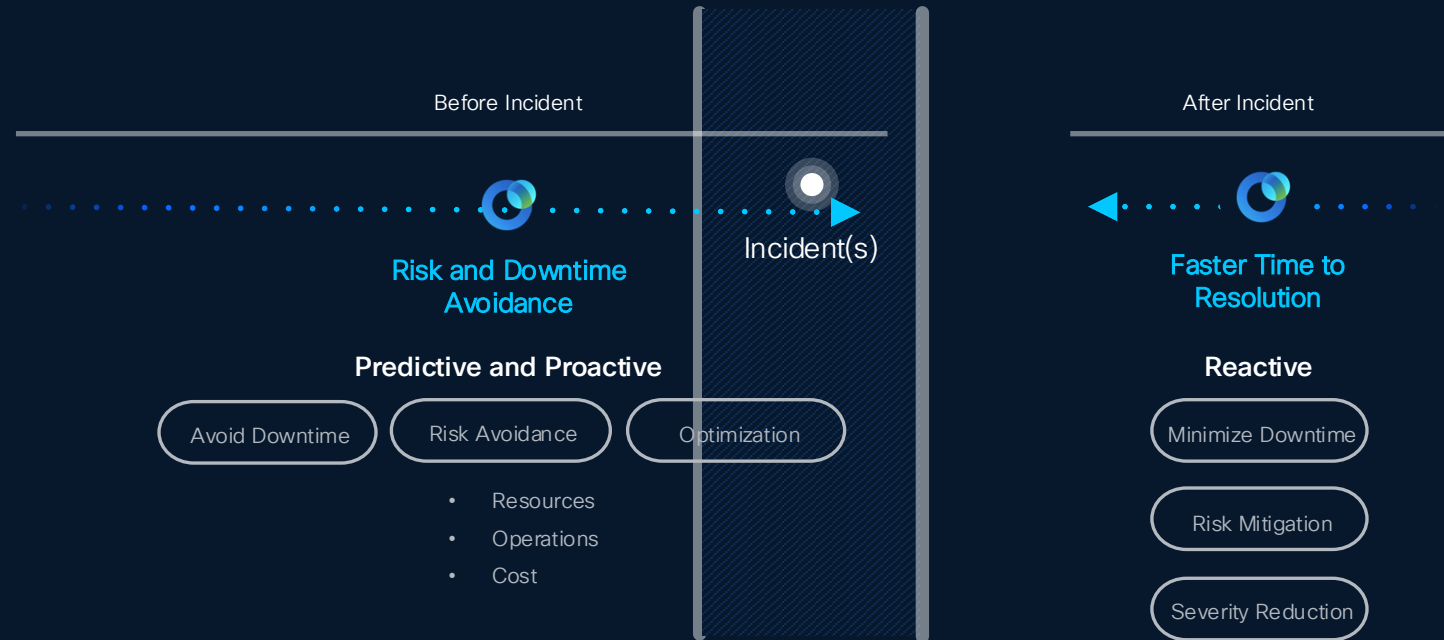 Before Incident
After Incident
Incident(s)
Risk and Downtime
Avoidance
Faster Time to
Resolution
Predictive and Proactive
Reactive
Avoid Downtime
Risk Avoidance
Optimization
Minimize Downtime
• Resources
• Operations
• Cost
Risk Mitigation
Severity Reduction